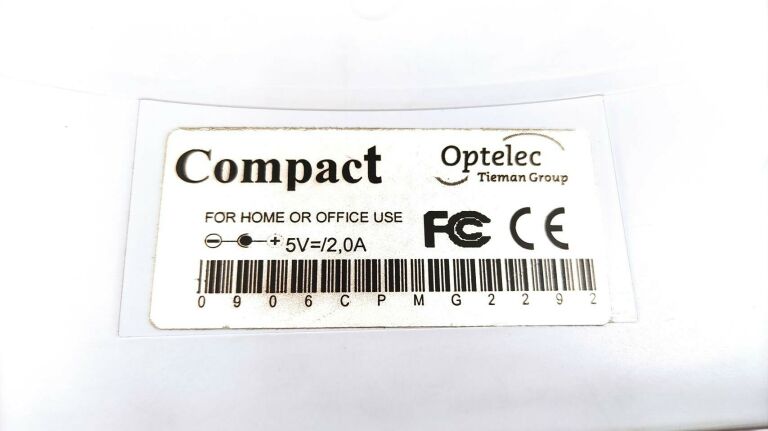 Compact
Optelec
Tieman Group
FOR HOME OR OFFICE USE
5V=/2,0A
FC CE
0906CPMG2292